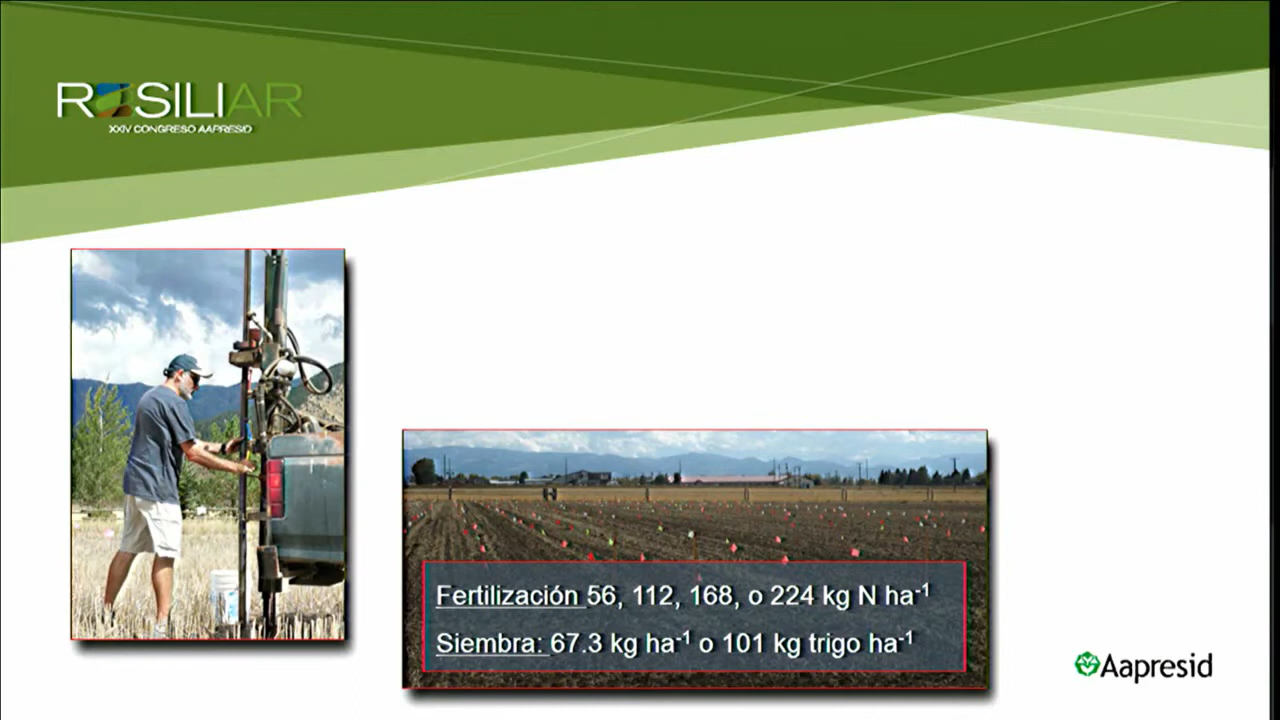 ROSILIAR
XXIV CONGRESO AAPRESID
Fertilización 56, 112, 168, o 224 kg N ha⁻¹
Siembra: 67.3 kg ha⁻¹ o 101 kg trigo ha⁻¹
Aapresid